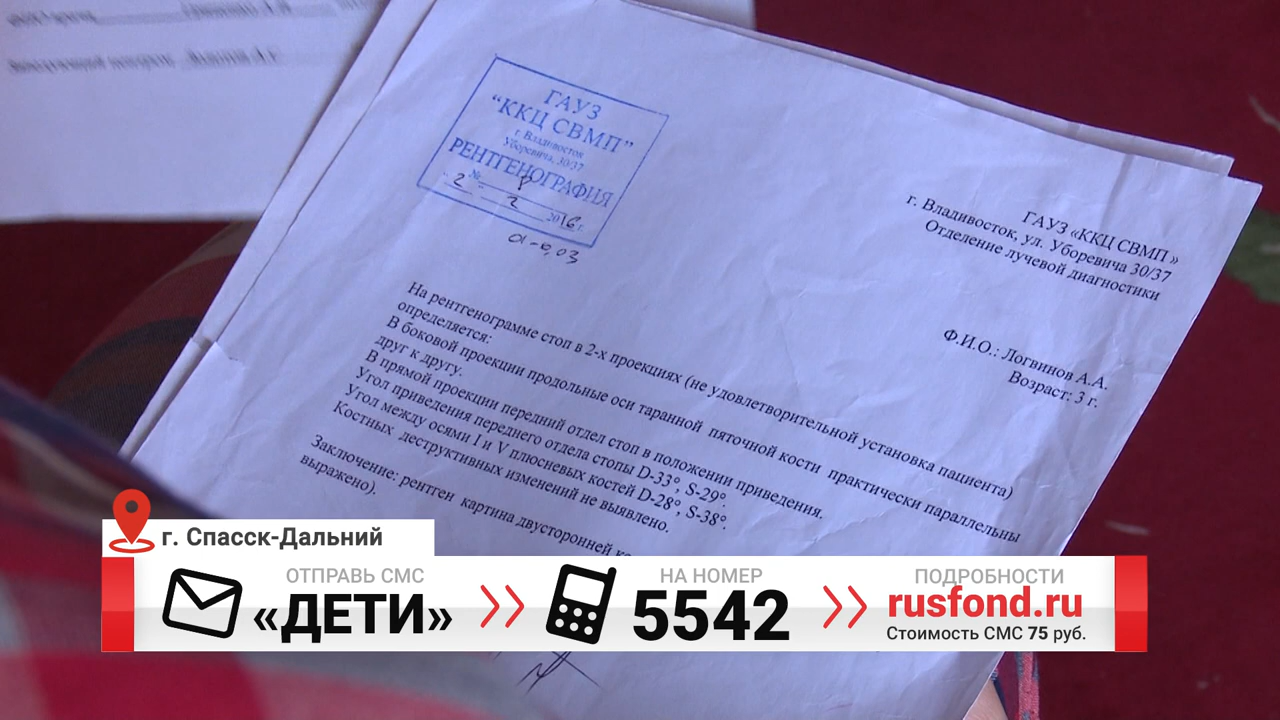 ГАУЗ
“ККЦ СВМП”
г. Владивосток
Уборевича, 30/37
РЕНТГЕНОГРАФИЯ
№
2
2 2016 г.
ГАУЗ «ККЦ СВМП »
г. Владивосток, ул. Уборевича 30/37
Отделение лучевой диагностики
Ф.И.О.: Логвинов А.А.
Возраст: 3 г.
На рентгенограмме стоп в 2-х проекциях (не удовлетворительной установка пациента)
определяется:
В боковой проекции продольные оси таранной пяточной кости практически параллельны
друг к другу.
В прямой проекции передний отдел стоп в положении приведения.
Угол приведения переднего отдела стопы D-33°, S-29°.
Угол между осями I и V плюсневых костей D-28°, S-38°.
Костных деструктивных изменений не выявлено.
Заключение: рентген картина двусторонней
выражено).
г. Спасск-Дальний
ОТПРАВЬ СМС
«ДЕТИ»
НА НОМЕР
5542
ПОДРОБНОСТИ
rusfond.ru
Стоимость СМС 75 руб.